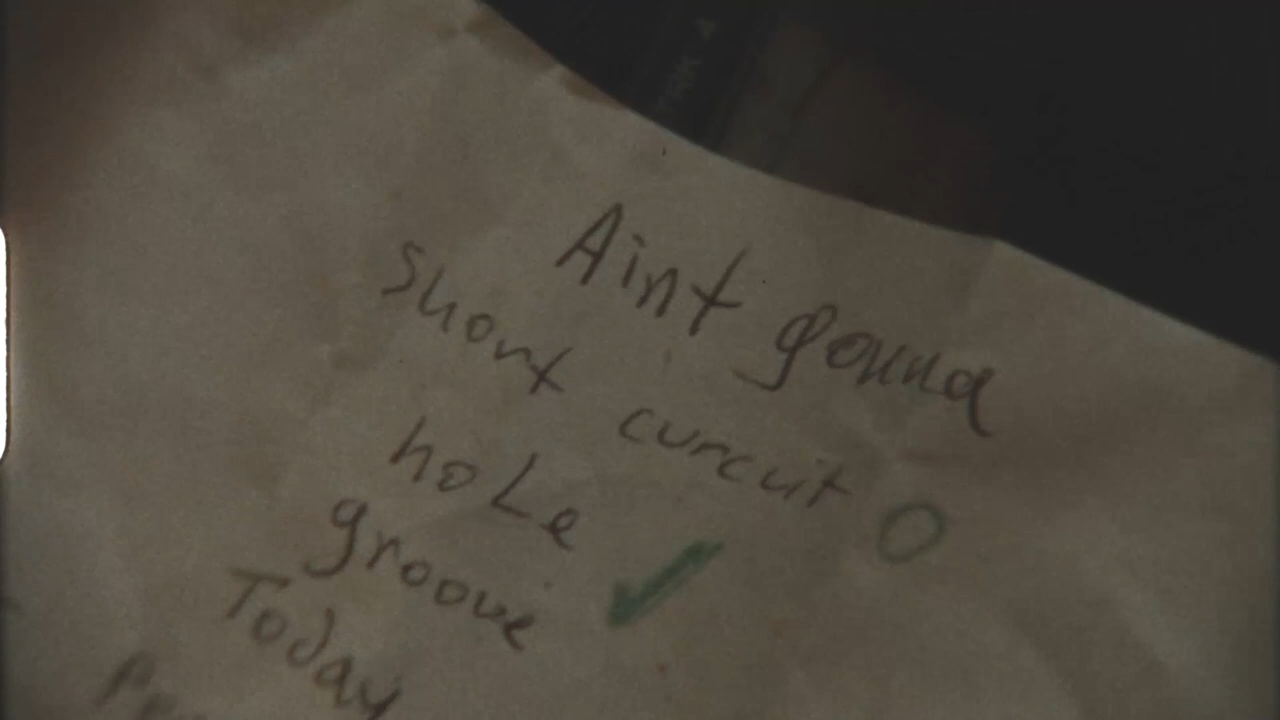 Aint gonna
short curcuit
hole
groove
Today